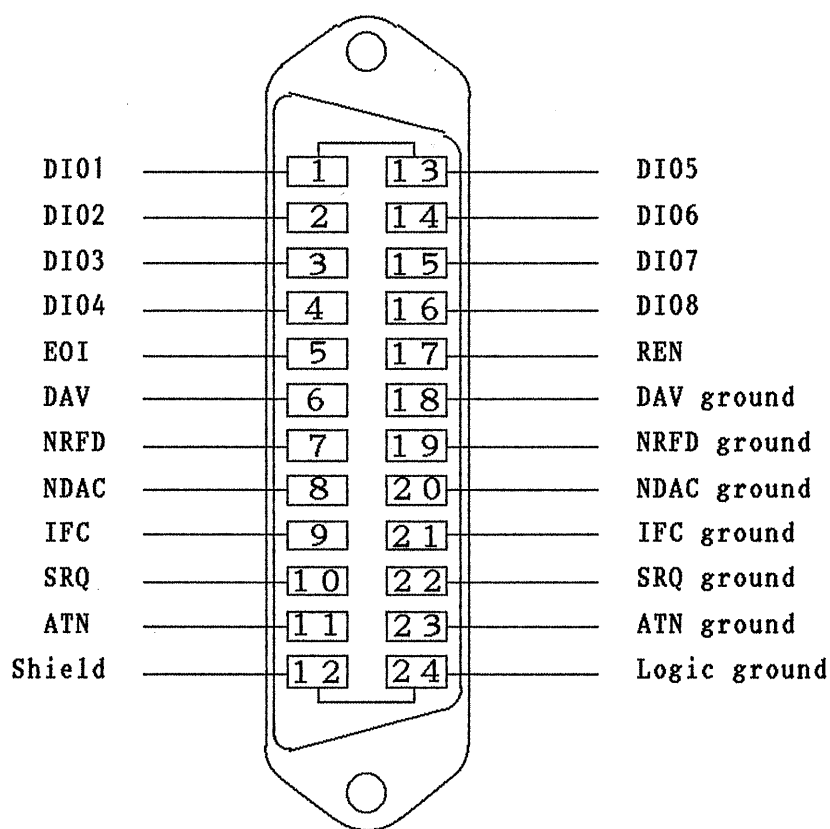 DIO1 1 13 DIO5
DIO2 2 14 DIO6
DIO3 3 15 DIO7
DIO4 4 16 DIO8
EOI 5 17 REN
DAV 6 18 DAV ground
NRFD 7 19 NRFD ground
NDAC 8 20 NDAC ground
IFC 9 21 IFC ground
SRQ 10 22 SRQ ground
ATN 11 23 ATN ground
Shield 12 24 Logic ground